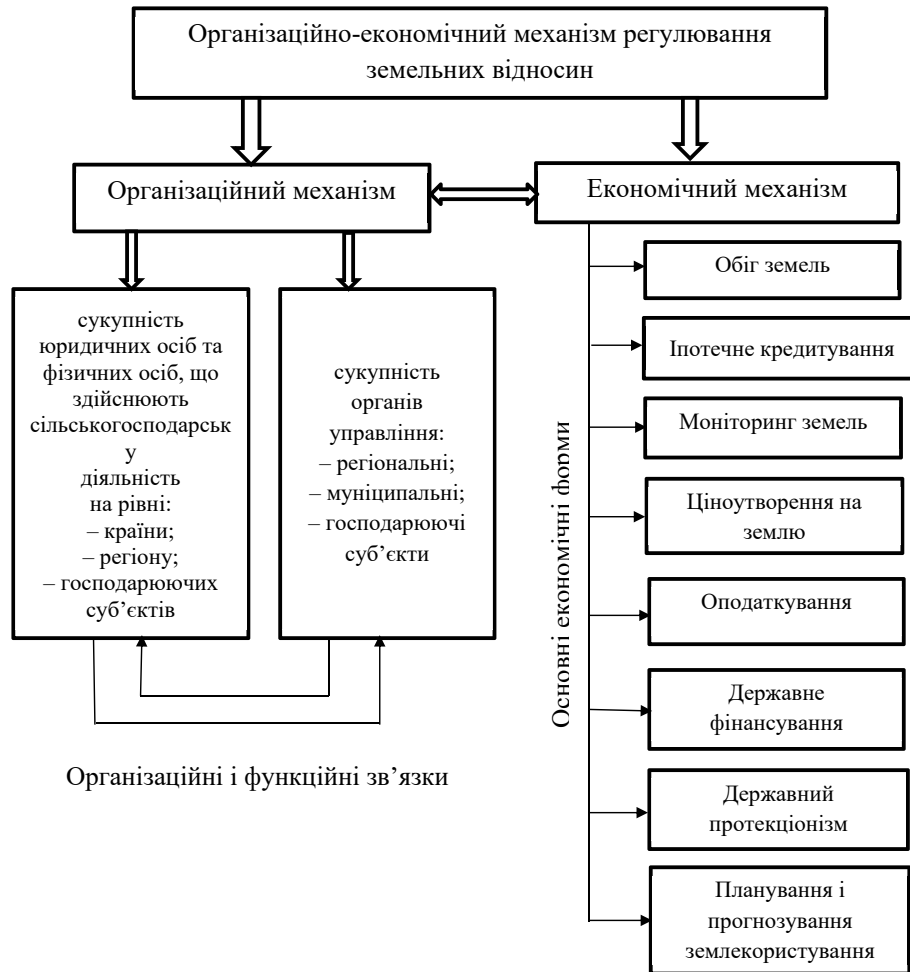 Організаційно-економічний механізм регулювання
земельних відносин
Організаційний механізм
Економічний механізм
сукупність
юридичних осіб та
фізичних осіб, що
здійснюють
сільськогосподарськ
у
діяльність
на рівні:
– країни;
– регіону;
– господарюючих
суб’єктів
сукупність
органів
управління:
– регіональні;
– муніципальні;
– господарюючі
суб’єкти
Організаційні і функційні зв’язки
Основні економічні форми
Обіг земель
Іпотечне кредитування
Моніторинг земель
Ціноутворення на
землю
Оподаткування
Державне
фінансування
Державний
протекціонізм
Планування і
прогнозування
землекористування